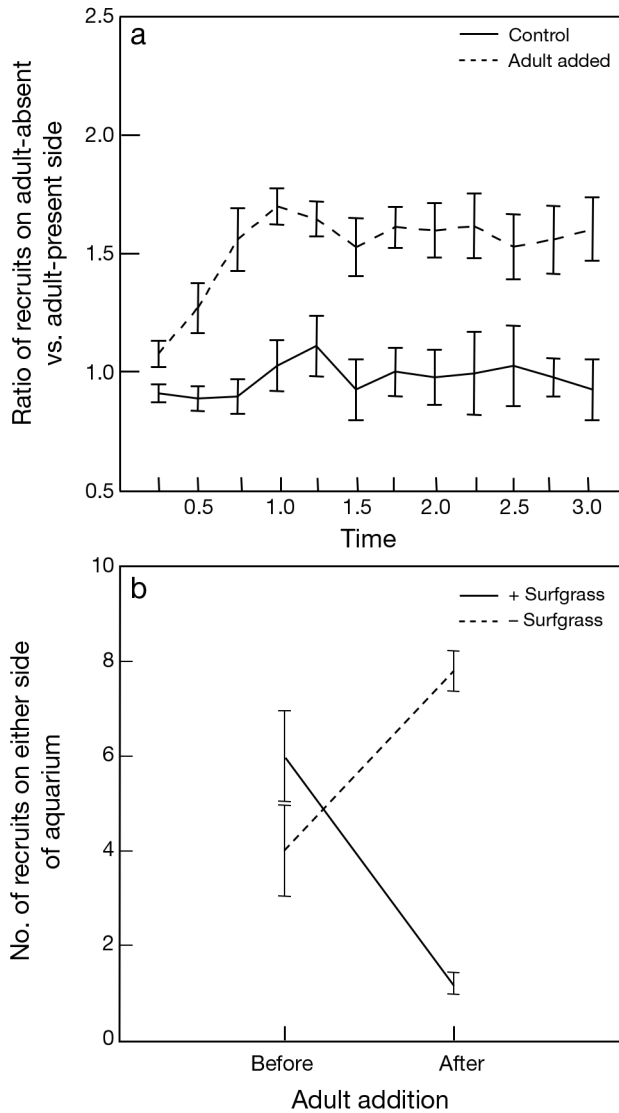 a
Control
Adult added
2.5
2.0
1.5
1.0
0.5
Ratio of recruits on adult-absent
vs. adult-present side
0.5 1.0 1.5 2.0 2.5 3.0
Time
b
+ Surfgrass
– Surfgrass
10
8
6
4
2
0
No. of recruits on either side
of aquarium
Before After
Adult addition